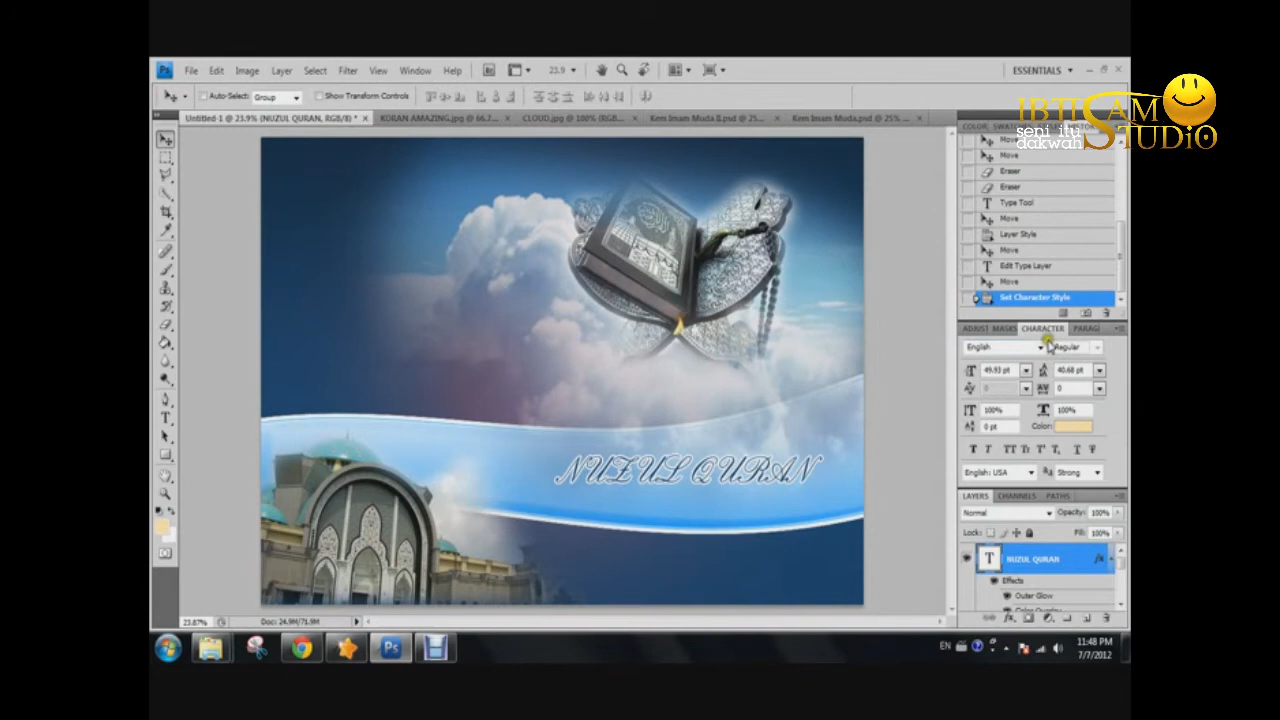 Ps File Edit Image Layer Select Filter View Window Help Br 23.9 ESSENTIALS
Auto-Select: Group Show Transform Controls
Untitled-1 @ 23.9% (NUZUL QURAN, RGB/8) * KORAN AMAZING.jpg @ 66.7... CLOUD.jpg @ 100% (RGB... Kem Imam Muda II.psd @ 25... Kem Imam Muda.psd @ 25%...
IBTISAM
STUDiO
seni itu
dakwah
COLOR
Move
Move
Eraser
Eraser
Type Tool
Move
Layer Style
Move
Edit Type Layer
Move
Set Character Style
ADJUST MASKS CHARACTER PARAG
English Regular
49.93 pt 40.68 pt
0 0
100% 100%
0 pt Color:
English: USA Strong
LAYERS CHANNELS PATHS
Normal Opacity: 100%
Lock: Fill: 100%
T NUZUL QURAN fx
Effects
Outer Glow
Color Overlay
NUZUL QURAN
23.87% Doc: 24.9M/71.9M
EN 11:48 PM
7/7/2012